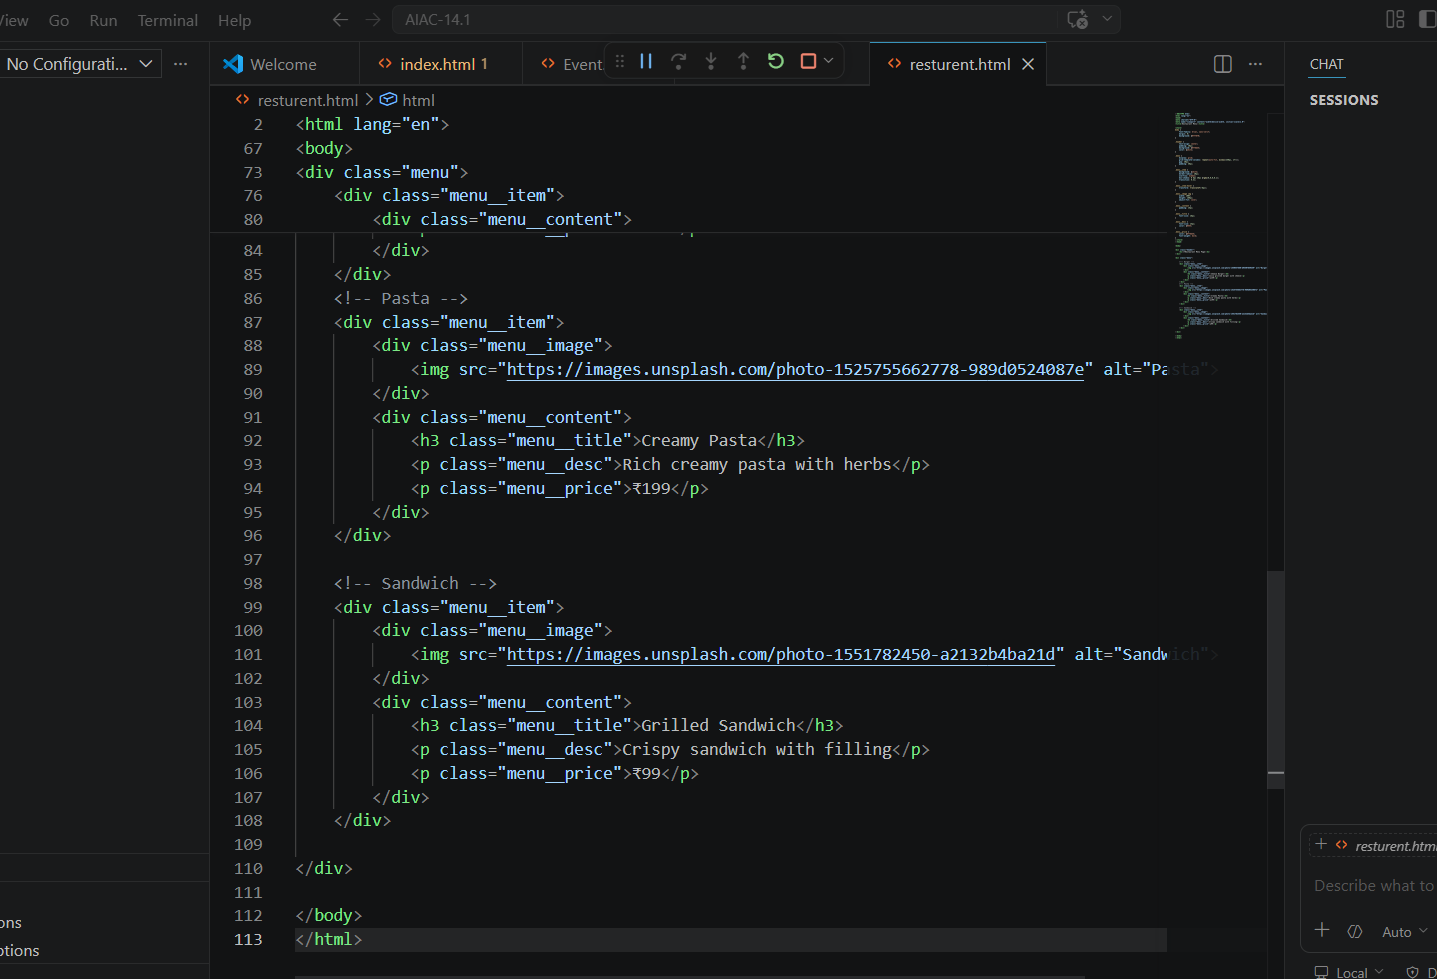 View Go Run Terminal Help AIAC-14.1
No Configurati... Welcome index.html 1 Event. resturent.html CHAT
resturent.html > html SESSIONS
2 <html lang="en">
67 <body>
73 <div class="menu">
76 <div class="menu__item">
80 <div class="menu__content">
84 </div>
85 </div>
86 <!-- Pasta -->
87 <div class="menu__item">
88 <div class="menu__image">
89 <img src="https://images.unsplash.com/photo-1525755662778-989d0524087e" alt="Pasta">
90 </div>
91 <div class="menu__content">
92 <h3 class="menu__title">Creamy Pasta</h3>
93 <p class="menu__desc">Rich creamy pasta with herbs</p>
94 <p class="menu__price">₹199</p>
95 </div>
96 </div>
97
98 <!-- Sandwich -->
99 <div class="menu__item">
100 <div class="menu__image">
101 <img src="https://images.unsplash.com/photo-1551782450-a2132b4ba21d" alt="Sandwich">
102 </div>
103 <div class="menu__content">
104 <h3 class="menu__title">Grilled Sandwich</h3>
105 <p class="menu__desc">Crispy sandwich with filling</p>
106 <p class="menu__price">₹99</p>
107 </div>
108 </div>
109
110 </div>
111
112 </body>
113 </html>
ons
ptions
resturent.htm
Describe what to
Auto
Local D